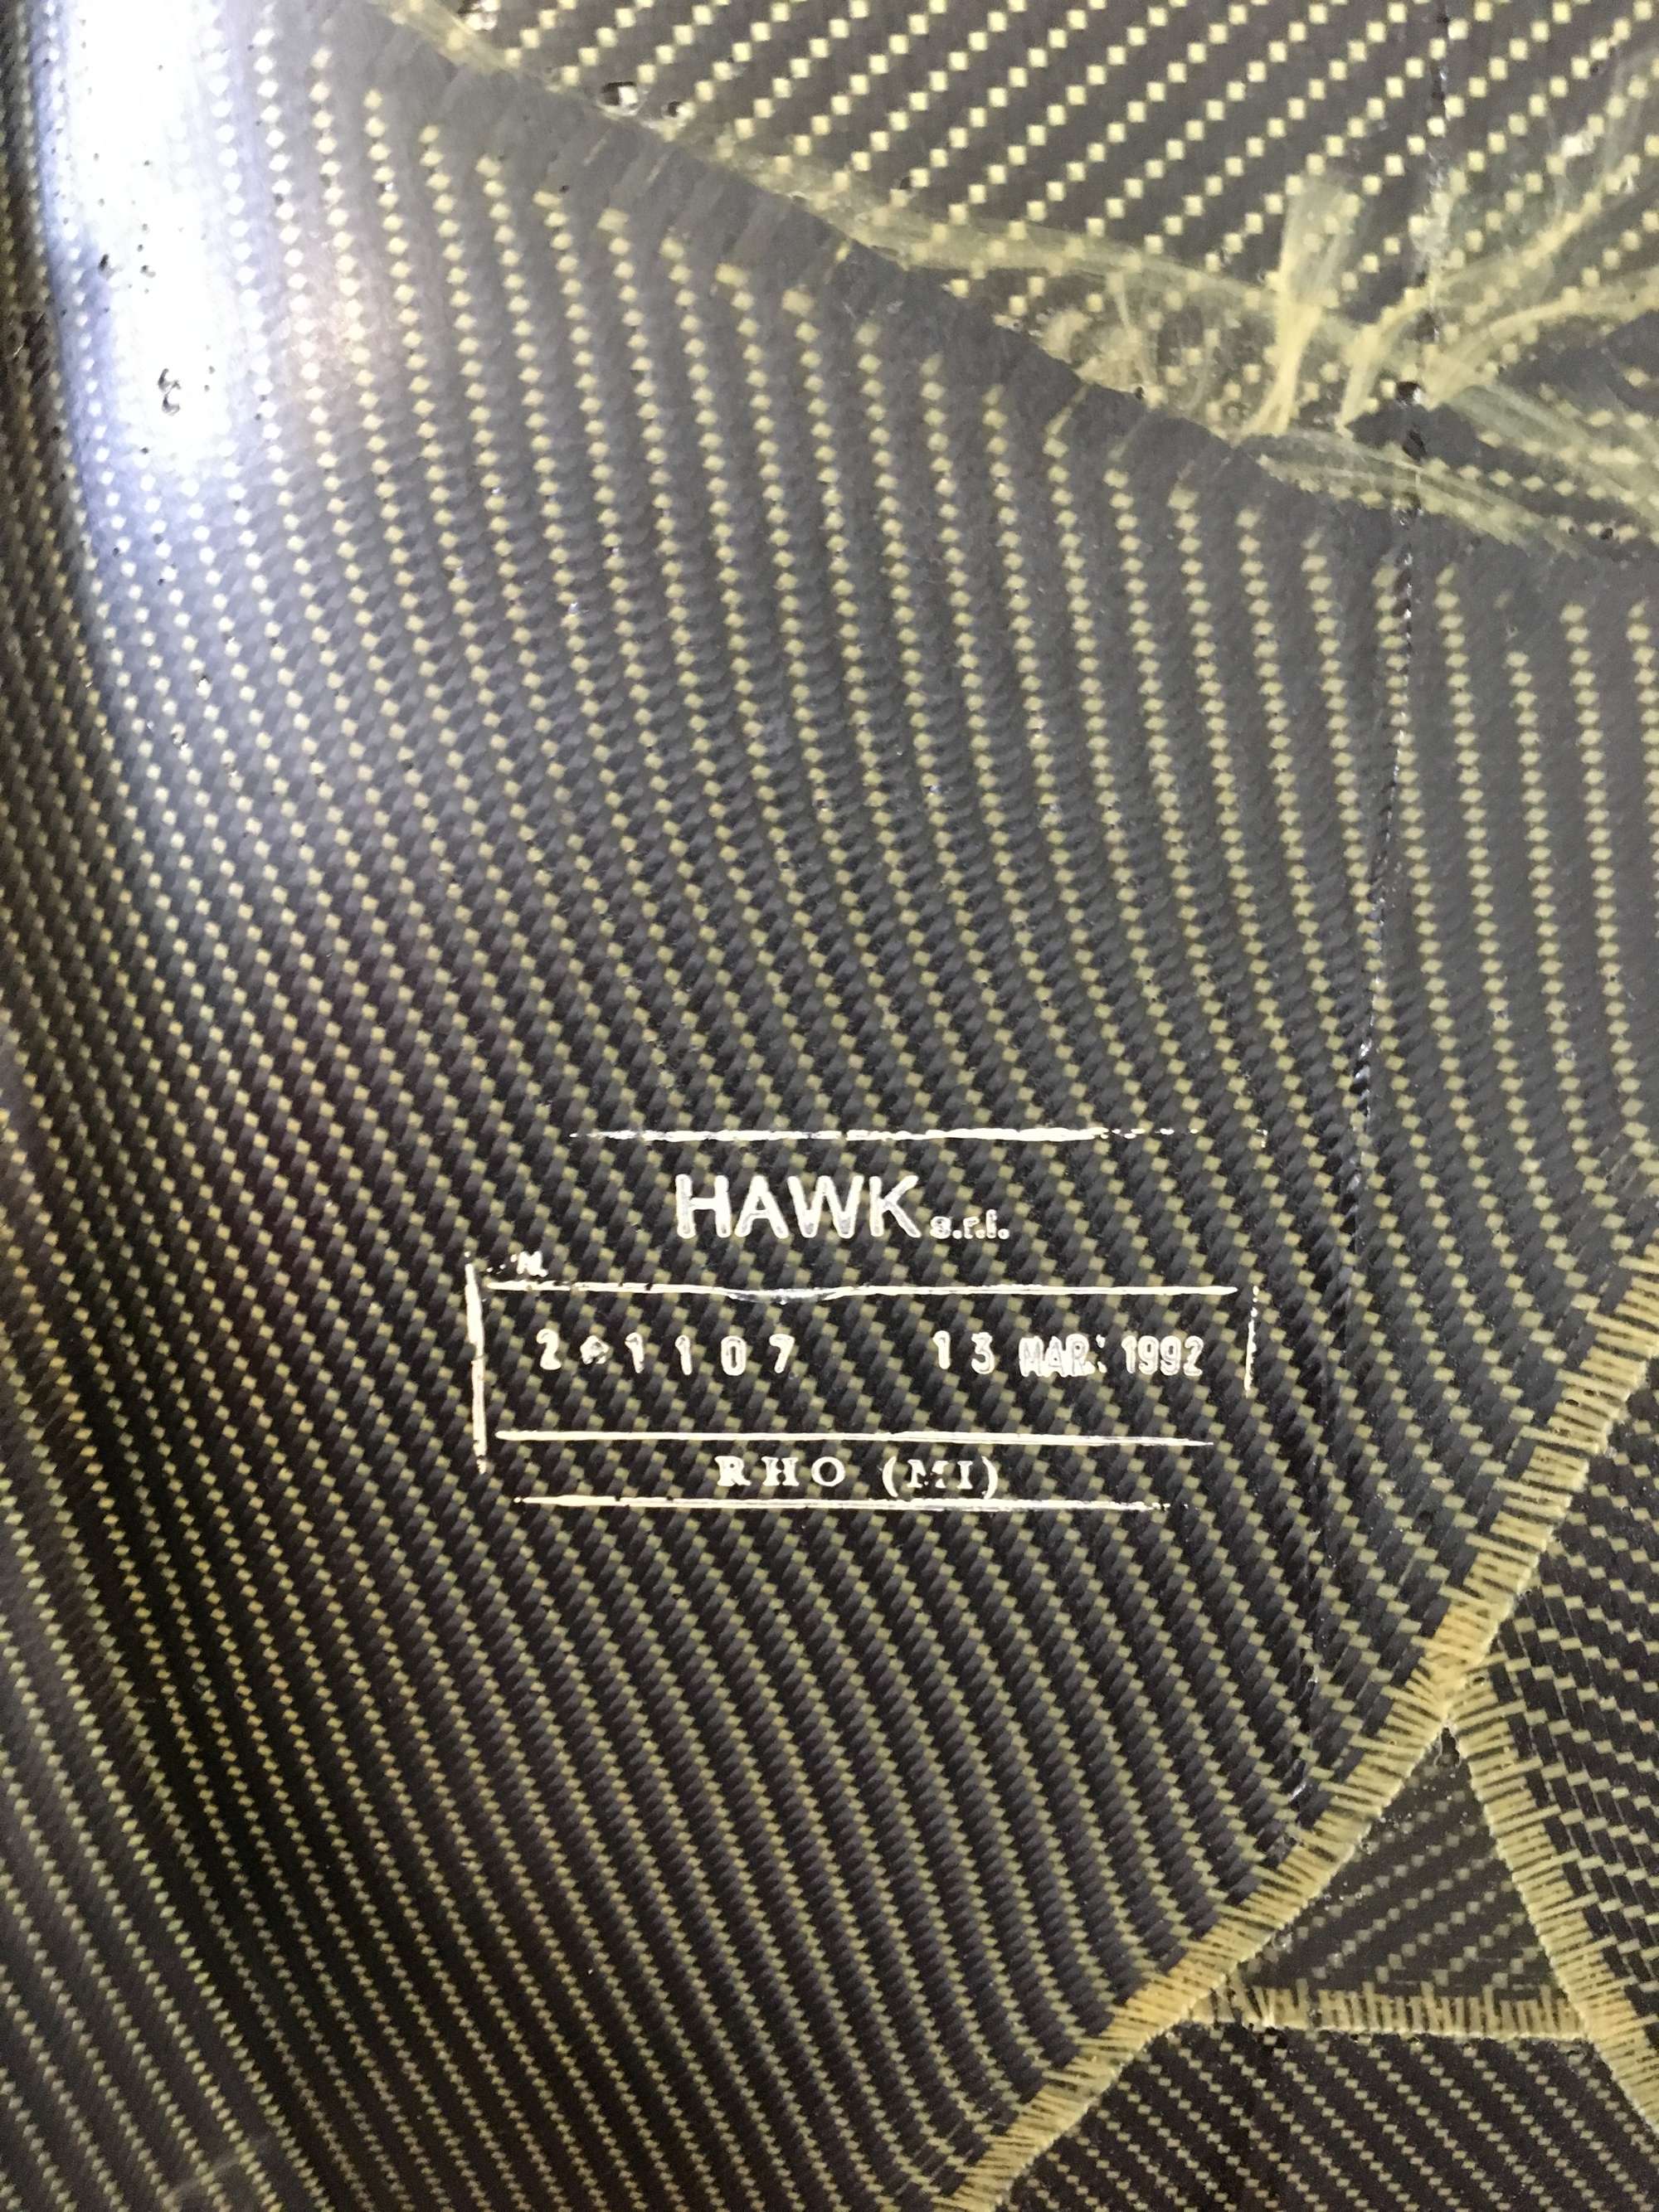 HAWK s.r.l.
13 MAR. 1992
RHO (MI)